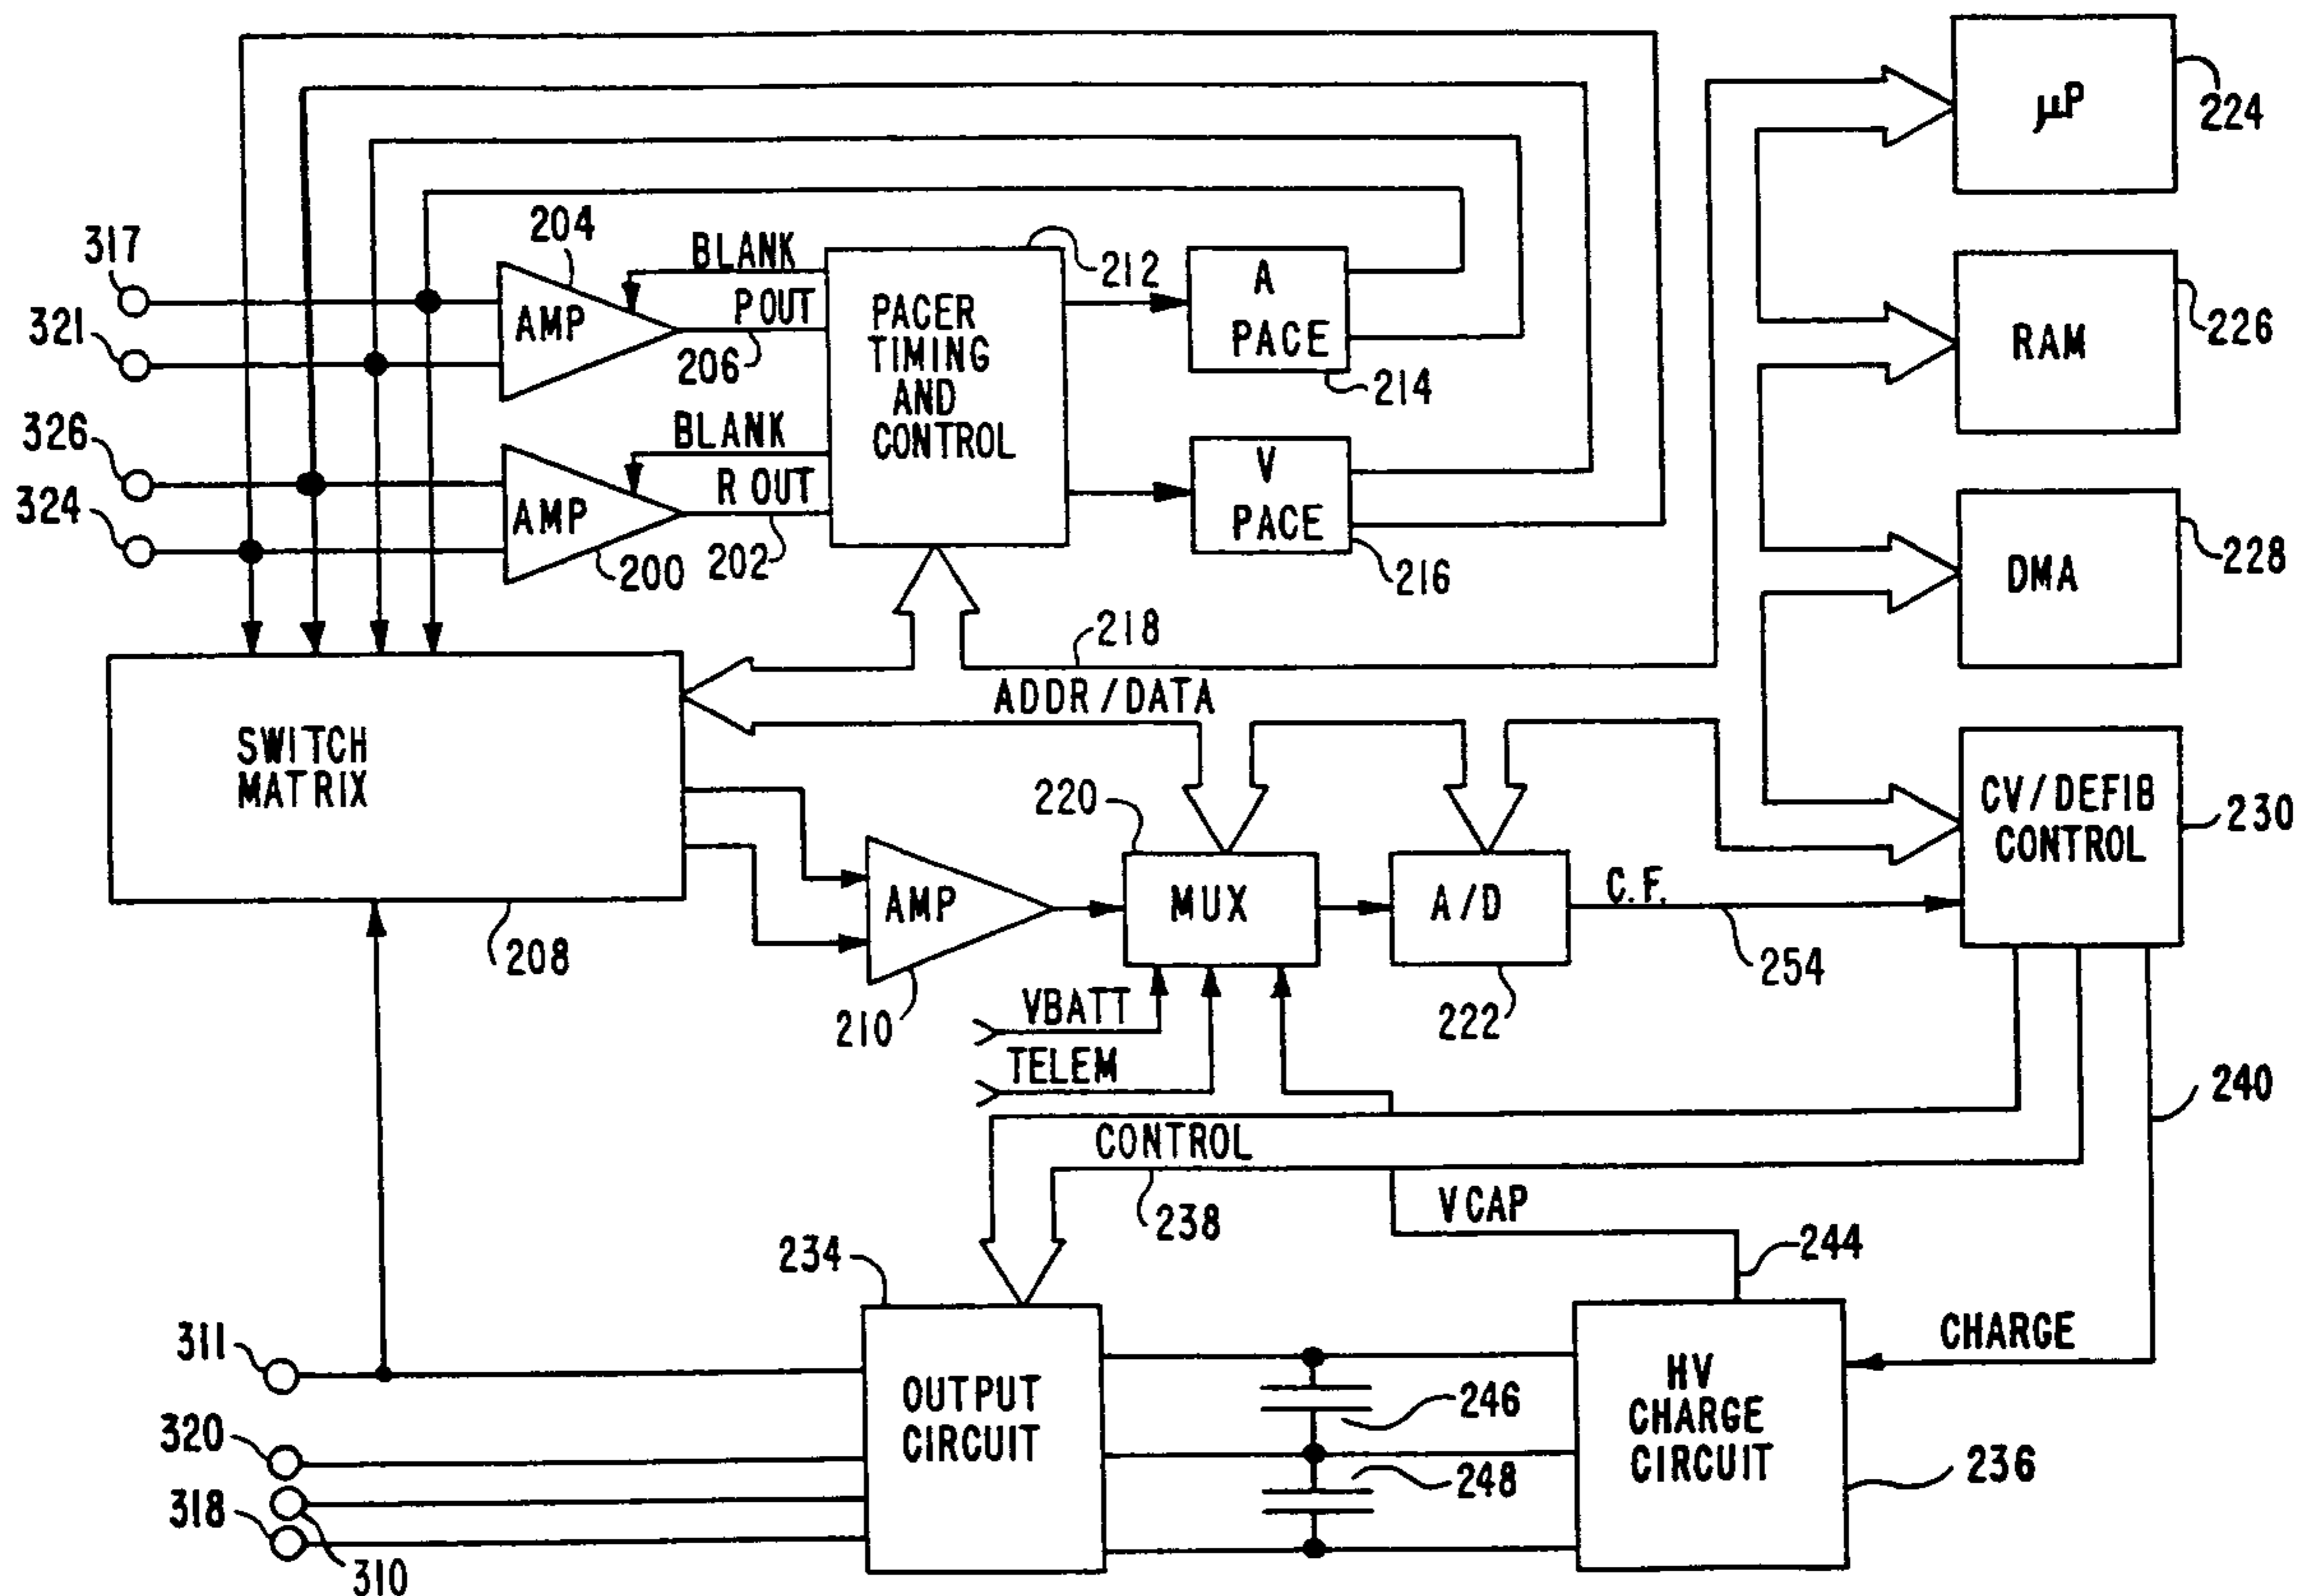 μP
224
204
317
BLANK
212
A
PACE
POUT
PACER
TIMING
AND
CONTROL
226
321
AMP
RAM
206
214
326
BLANK
V
PACE
324
R OUT
AMP
200
202
216
228
DMA
218
ADDR/DATA
SWITCH
MATRIX
220
CV/DEFIB
CONTROL
230
AMP
MUX
A/D
C.F.
208
254
210
VBATT
222
TELEM
240
CONTROL
VCAP
238
234
244
311
CHARGE
OUTPUT
CIRCUIT
246
HV
CHARGE
CIRCUIT
320
248
236
318
310